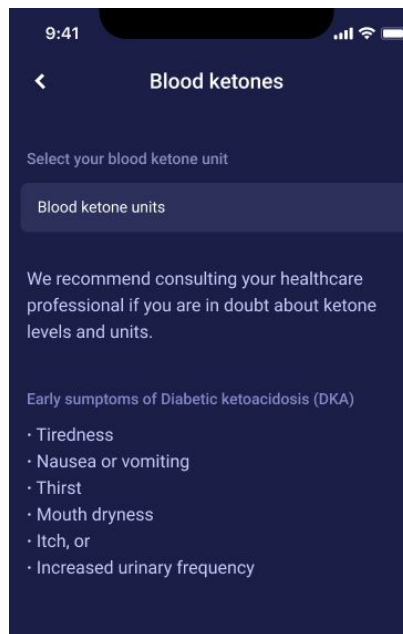 9:41
Blood ketones
Select your blood ketone unit
Blood ketone units
We recommend consulting your healthcare
professional if you are in doubt about ketone
levels and units.
Early sumptoms of Diabetic ketoacidosis (DKA)
· Tiredness
· Nausea or vomiting
· Thirst
· Mouth dryness
· Itch, or
· Increased urinary frequency